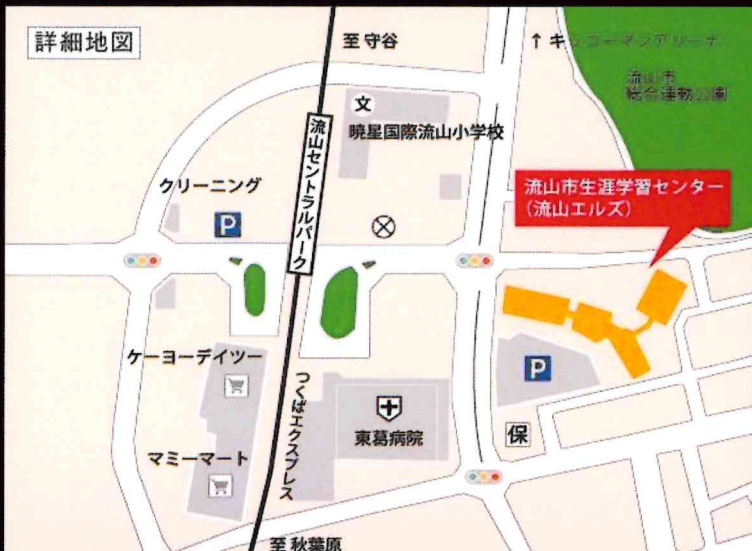 詳細地図
至 守谷
↑ キッコーマンアリーナ
流山市
総合運動公園
文
暁星国際流山小学校
流山セントラルパーク
クリーニング
P
流山市生涯学習センター
(流山エルズ)
ケーヨーデイツー
P
つくばエクスプレス
東葛病院
保
マミーマート
至 秋葉原